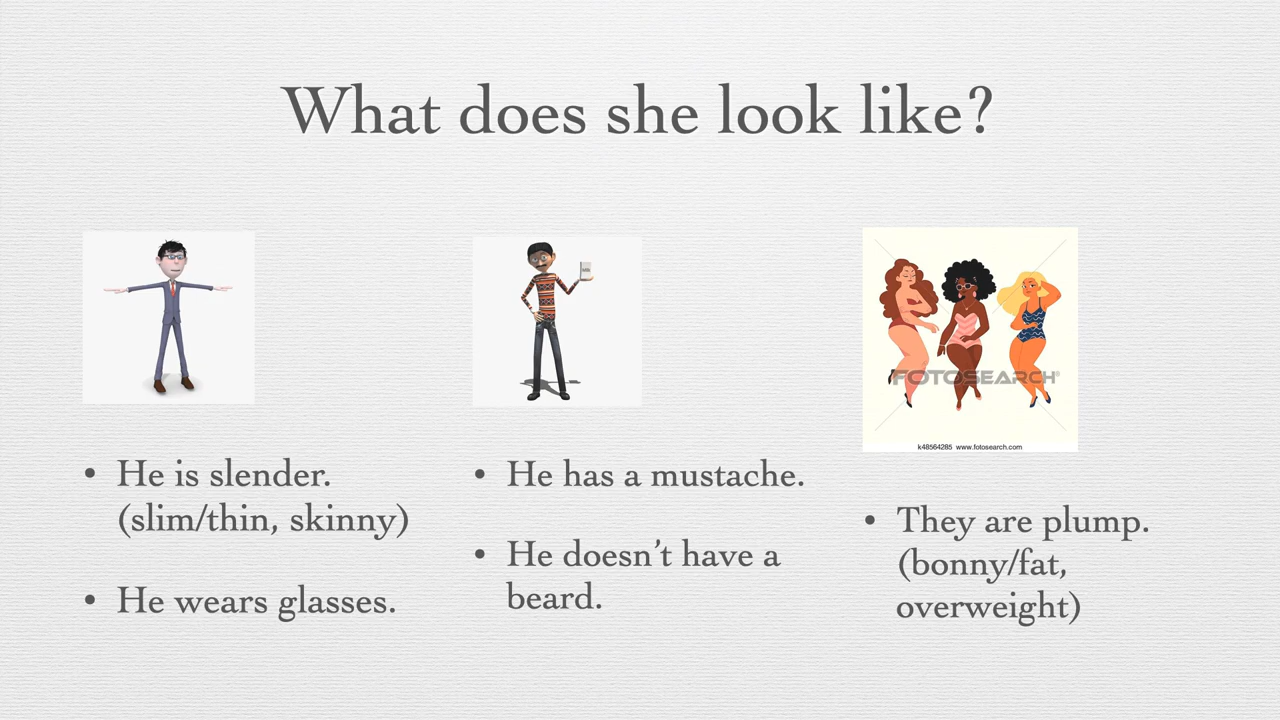 What does she look like?
FOTOSEARCH®
k48564285 www.fotosearch.com
• He is slender.
(slim/thin, skinny)
• He wears glasses.
• He has a mustache.
• He doesn’t have a
beard.
• They are plump.
(bonny/fat,
overweight)